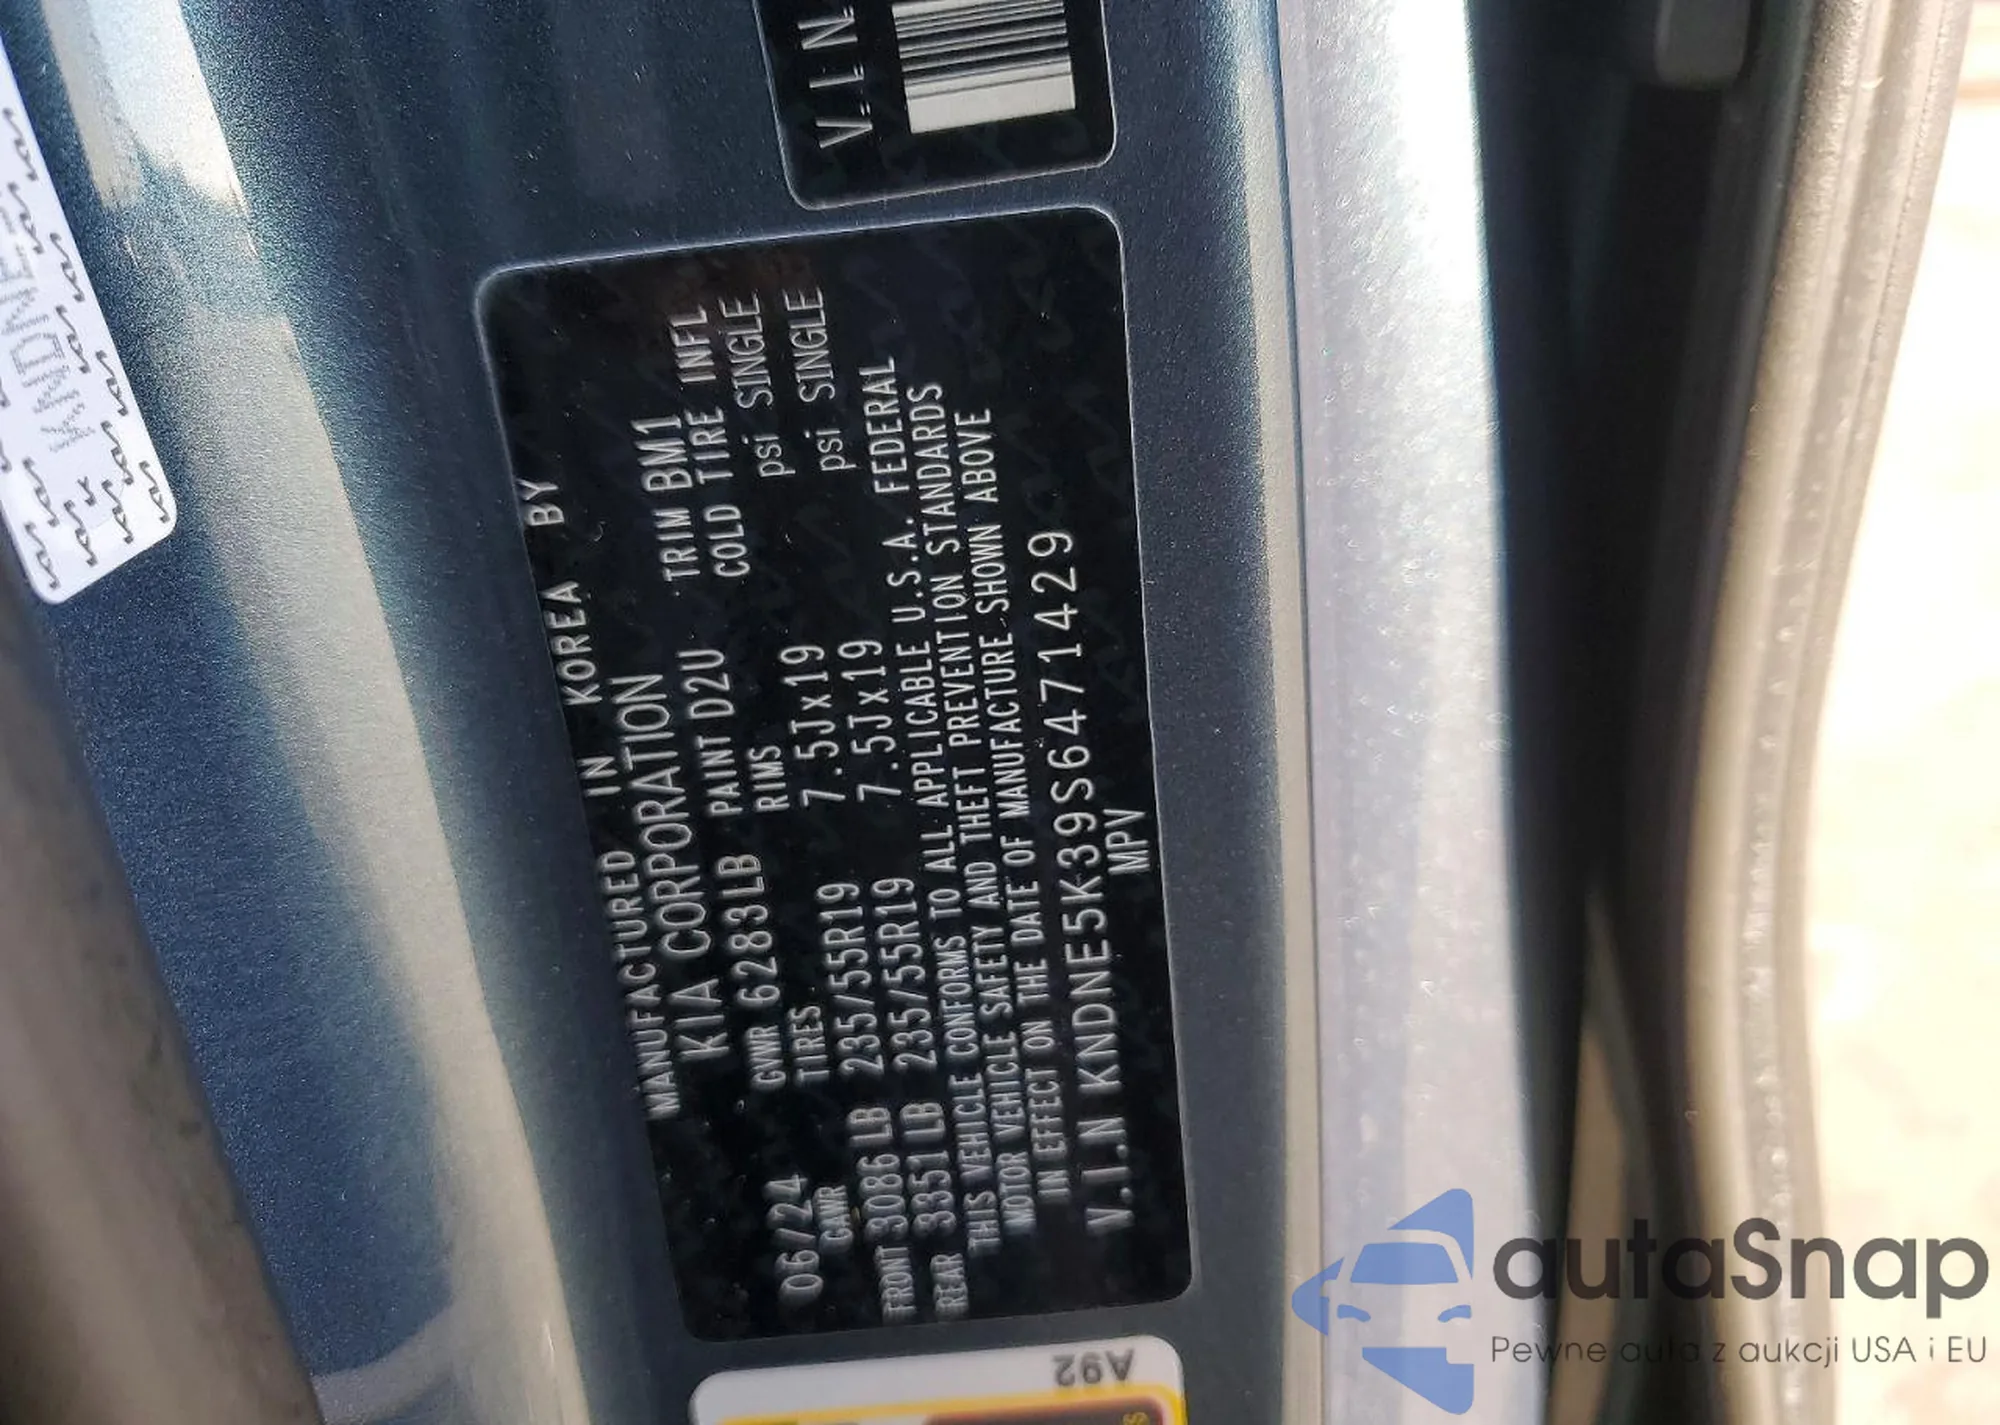 V.I.N.
MANUFACTURED IN KOREA BY
KIA CORPORATION
06/24 GVWR 6283LB PAINT D2U TRIM BM1
GAWR TIRES RIMS COLD TIRE INFL
FRONT 3086LB 235/55R19 7.5Jx19 psi SINGLE
REAR 3351LB 235/55R19 7.5Jx19 psi SINGLE
THIS VEHICLE CONFORMS TO ALL APPLICABLE U.S.A. FEDERAL
MOTOR VEHICLE SAFETY AND THEFT PREVENTION STANDARDS
IN EFFECT ON THE DATE OF MANUFACTURE SHOWN ABOVE
V.I.N KNDNE5K39S6471429
MPV
A92
autaSnap
Pewne auta z aukcji USA i EU